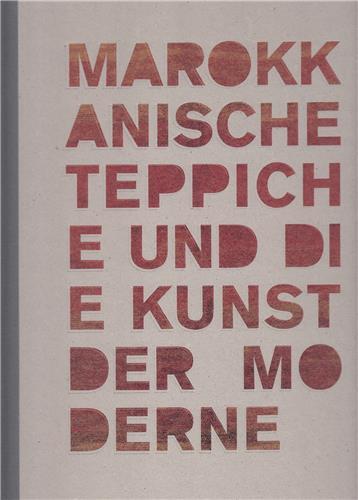 MAROKK
ANISCHE
TEPPICH
E UND DI
E KUNST
DER MO
DERNE